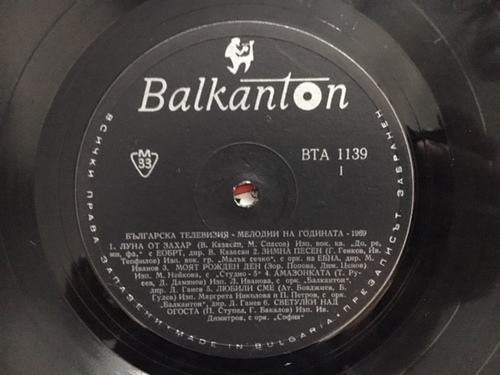 Balkanton
M
33
ВТА 1139
I
БЪЛГАРСКА ТЕЛЕВИЗИЯ - МЕЛОДИИ НА ГОДИНАТА - 1969
1. ЛУНА ОТ ЗАХАР (В. Казасян, М. Спасов) Изп. вок. кв. „До, ре,
ми, фа," с ЕОБРТ, дир. В. Казасян 2. ЗИМНА ПЕСЕН (Г. Генков, Ив.
Теофилов) Изп. вок. гр. „Малък сечко", с орк. на ЕБНА, дир. М.
Иванов 3. МОЯТ РОЖДЕН ДЕН (Зор. Попова, Дим. Ценов)
Изп. М. Нейкова, с И. С. „Студио - 5" 4. АМАЗОНКАТА (Т. Ру-
сев, Д. Дамянов) Изп. Л. Иванова, с орк. „Балкантон",
дир. Д. Ганев 5. ЛЮБИЛИ СМЕ (Ат. Бояджиев, Б.
Гудев) Изп. Маргрета Николова и П. Петров, с орк.
„Балкантон", дир. Д. Ганев 6. СВЕТУЛКИ НАД
ОГОСТА (П. Ступел, Г. Бакалов) Изп. Ив.
Димитров, с орк. „София"
ВСИЧКИ ПРАВА ЗАПАЗЕНИ • MADE IN BULGARIA • ПРЕЗАПИСЪТ ЗАБРАНЕН